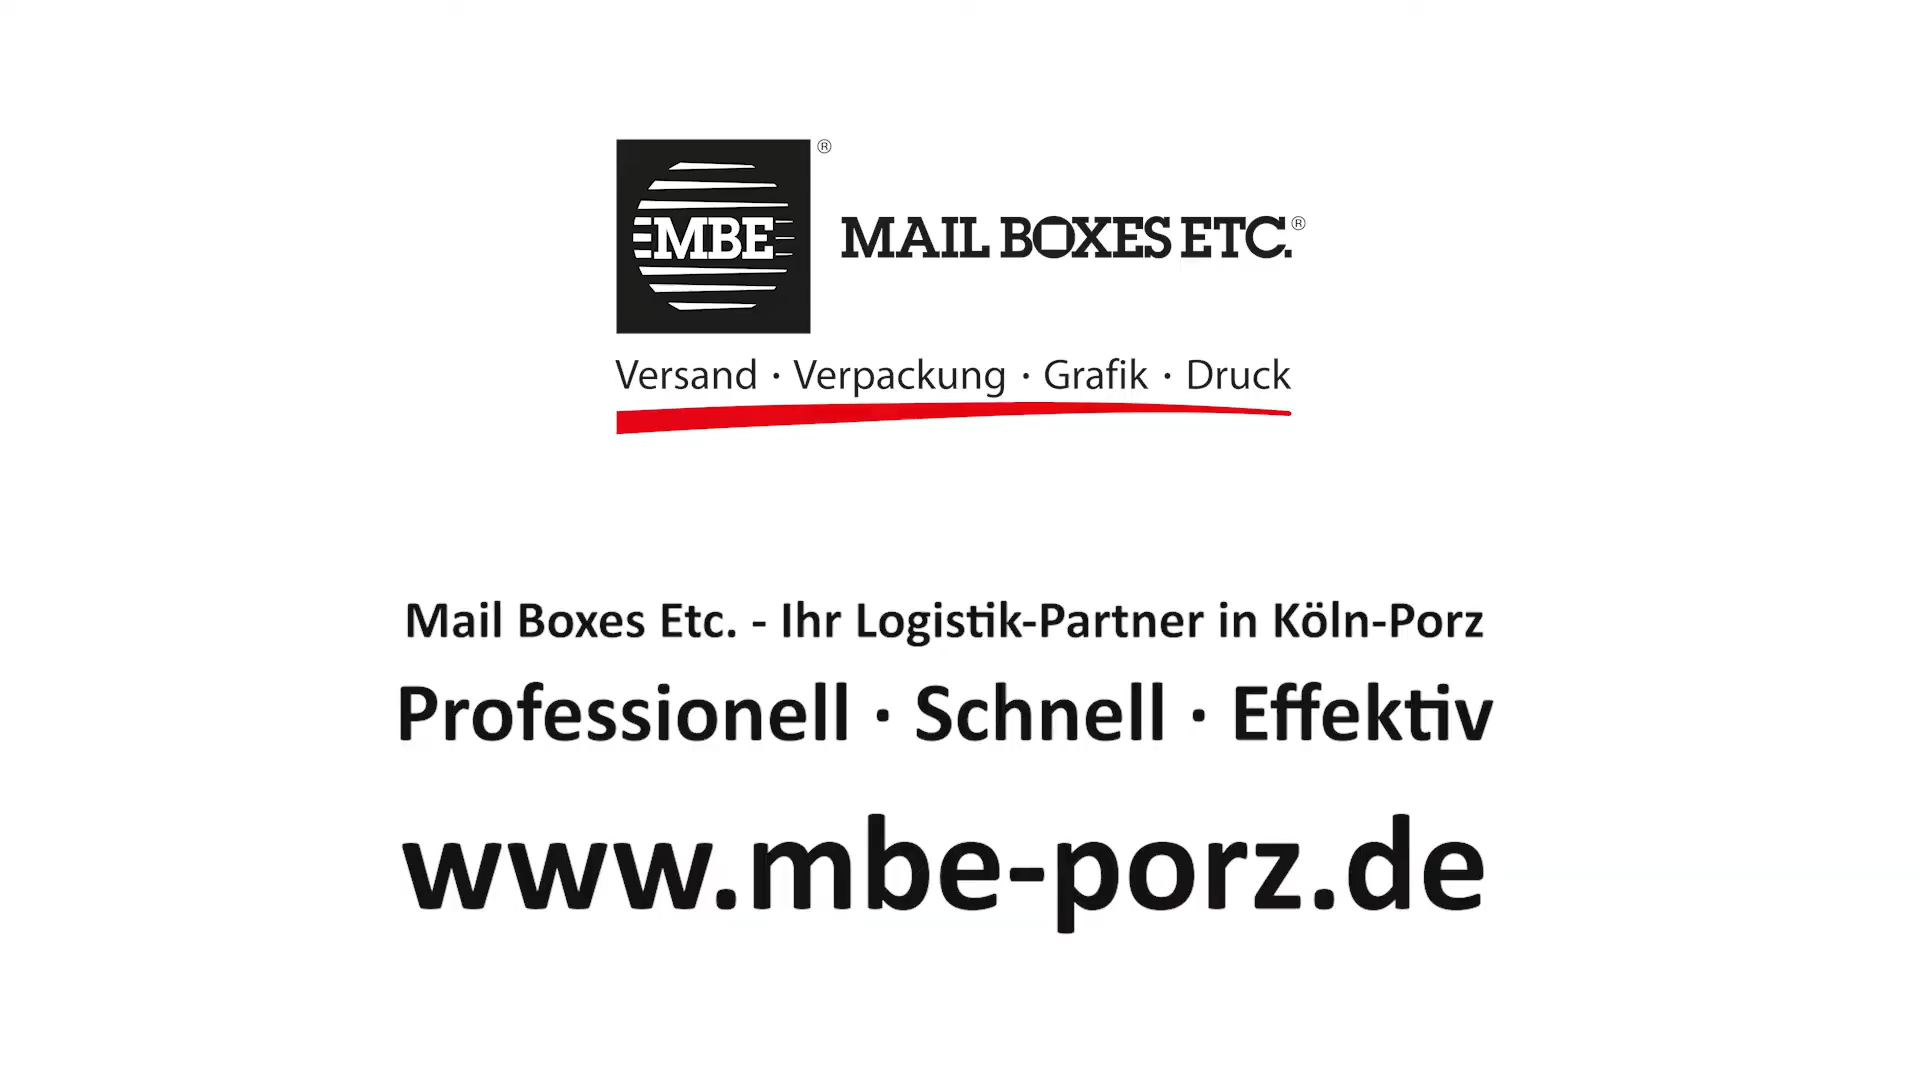 MBE®
MAIL BOXES ETC.®
Versand · Verpackung · Grafik · Druck
Mail Boxes Etc. - Ihr Logistik-Partner in Köln-Porz
Professionell · Schnell · Effektiv
www.mbe-porz.de